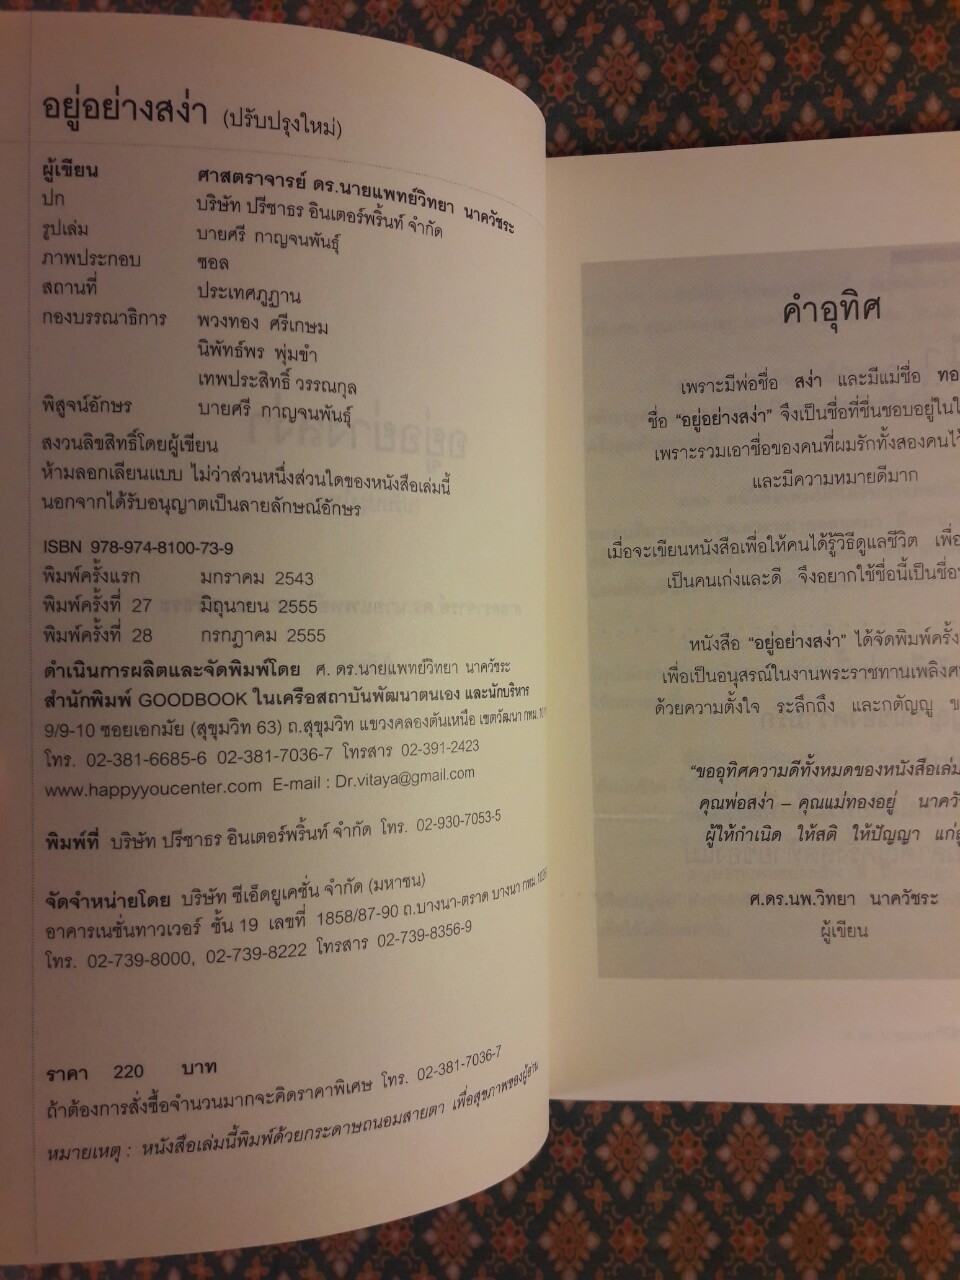 อยู่อย่างสง่า (ปรับปรุงใหม่)
ผู้เขียน ศาสตราจารย์ ดร.นายแพทย์วิทยา นาควัชระ
ปก บริษัท ปรีชาธร อินเตอร์พริ้นท์ จำกัด
รูปเล่ม บายศรี กาญจนพันธุ์
ภาพประกอบ ซอล
สถานที่ ประเทศภูฏาน
กองบรรณาธิการ พวงทอง ศรีเกษม
นิพัทธ์พร พุ่มขำ
เทพประสิทธิ์ วรรณกุล
พิสูจน์อักษร บายศรี กาญจนพันธุ์
สงวนลิขสิทธิ์โดยผู้เขียน
ห้ามลอกเลียนแบบ ไม่ว่าส่วนหนึ่งส่วนใดของหนังสือเล่มนี้
นอกจากได้รับอนุญาตเป็นลายลักษณ์อักษร
ISBN 978-974-8100-73-9
พิมพ์ครั้งแรก มกราคม 2543
พิมพ์ครั้งที่ 27 มิถุนายน 2555
พิมพ์ครั้งที่ 28 กรกฎาคม 2555
ดำเนินการผลิตและจัดพิมพ์โดย ศ. ดร.นายแพทย์วิทยา นาควัชระ
สำนักพิมพ์ GOODBOOK ในเครือสถาบันพัฒนาตนเอง และนักบริหาร
9/9-10 ซอยเอกมัย (สุขุมวิท 63) ถ.สุขุมวิท แขวงคลองตันเหนือ เขตวัฒนา กทม.
โทร. 02-381-6685-6 02-381-7036-7 โทรสาร 02-391-2423
www.happyyoucenter.com E-mail : Dr.vitaya@gmail.com
พิมพ์ที่ บริษัท ปรีชาธร อินเตอร์พริ้นท์ จำกัด โทร. 02-930-7053-5
จัดจำหน่ายโดย บริษัท ซีเอ็ดยูเคชั่น จำกัด (มหาชน)
อาคารเนชั่นทาวเวอร์ ชั้น 19 เลขที่ 1858/87-90 ถ.บางนา-ตราด บางนา กทม.
โทร. 02-739-8000, 02-739-8222 โทรสาร 02-739-8356-9
ราคา 220 บาท
ถ้าต้องการสั่งซื้อจำนวนมากจะคิดราคาพิเศษ โทร. 02-381-7036-7
หมายเหตุ : หนังสือเล่มนี้พิมพ์ด้วยกระดาษถนอมสายตา เพื่อสุขภาพของผู้อ่าน
คำอุทิศ
เพราะมีพ่อชื่อ สง่า และมีแม่ชื่อ
ชื่อ "อยู่อย่างสง่า" จึงเป็นชื่อที่ชื่นชอบอยู่ใน
เพราะรวมเอาชื่อของคนที่ผมรักทั้งสองคน
และมีความหมายดีมาก
เมื่อจะเขียนหนังสือเพื่อให้คนได้รู้วิธีดูแลชีวิต
เป็นคนเก่งและดี จึงอยากใช้ชื่อนี้เป็น
หนังสือ "อยู่อย่างสง่า" ได้จัดพิมพ์ครั้ง
เพื่อเป็นอนุสรณ์ในงานพระราชทานเพลิง
ด้วยความตั้งใจ ระลึกถึง และกตัญญู
"ขออุทิศความดีทั้งหมดของหนังสือเล่ม
คุณพ่อสง่า – คุณแม่ทองอยู่
ผู้ให้กำเนิด ให้สติ ให้ปัญญา
ศ.ดร.นพ.วิทยา นาควัชระ
ผู้เขียน